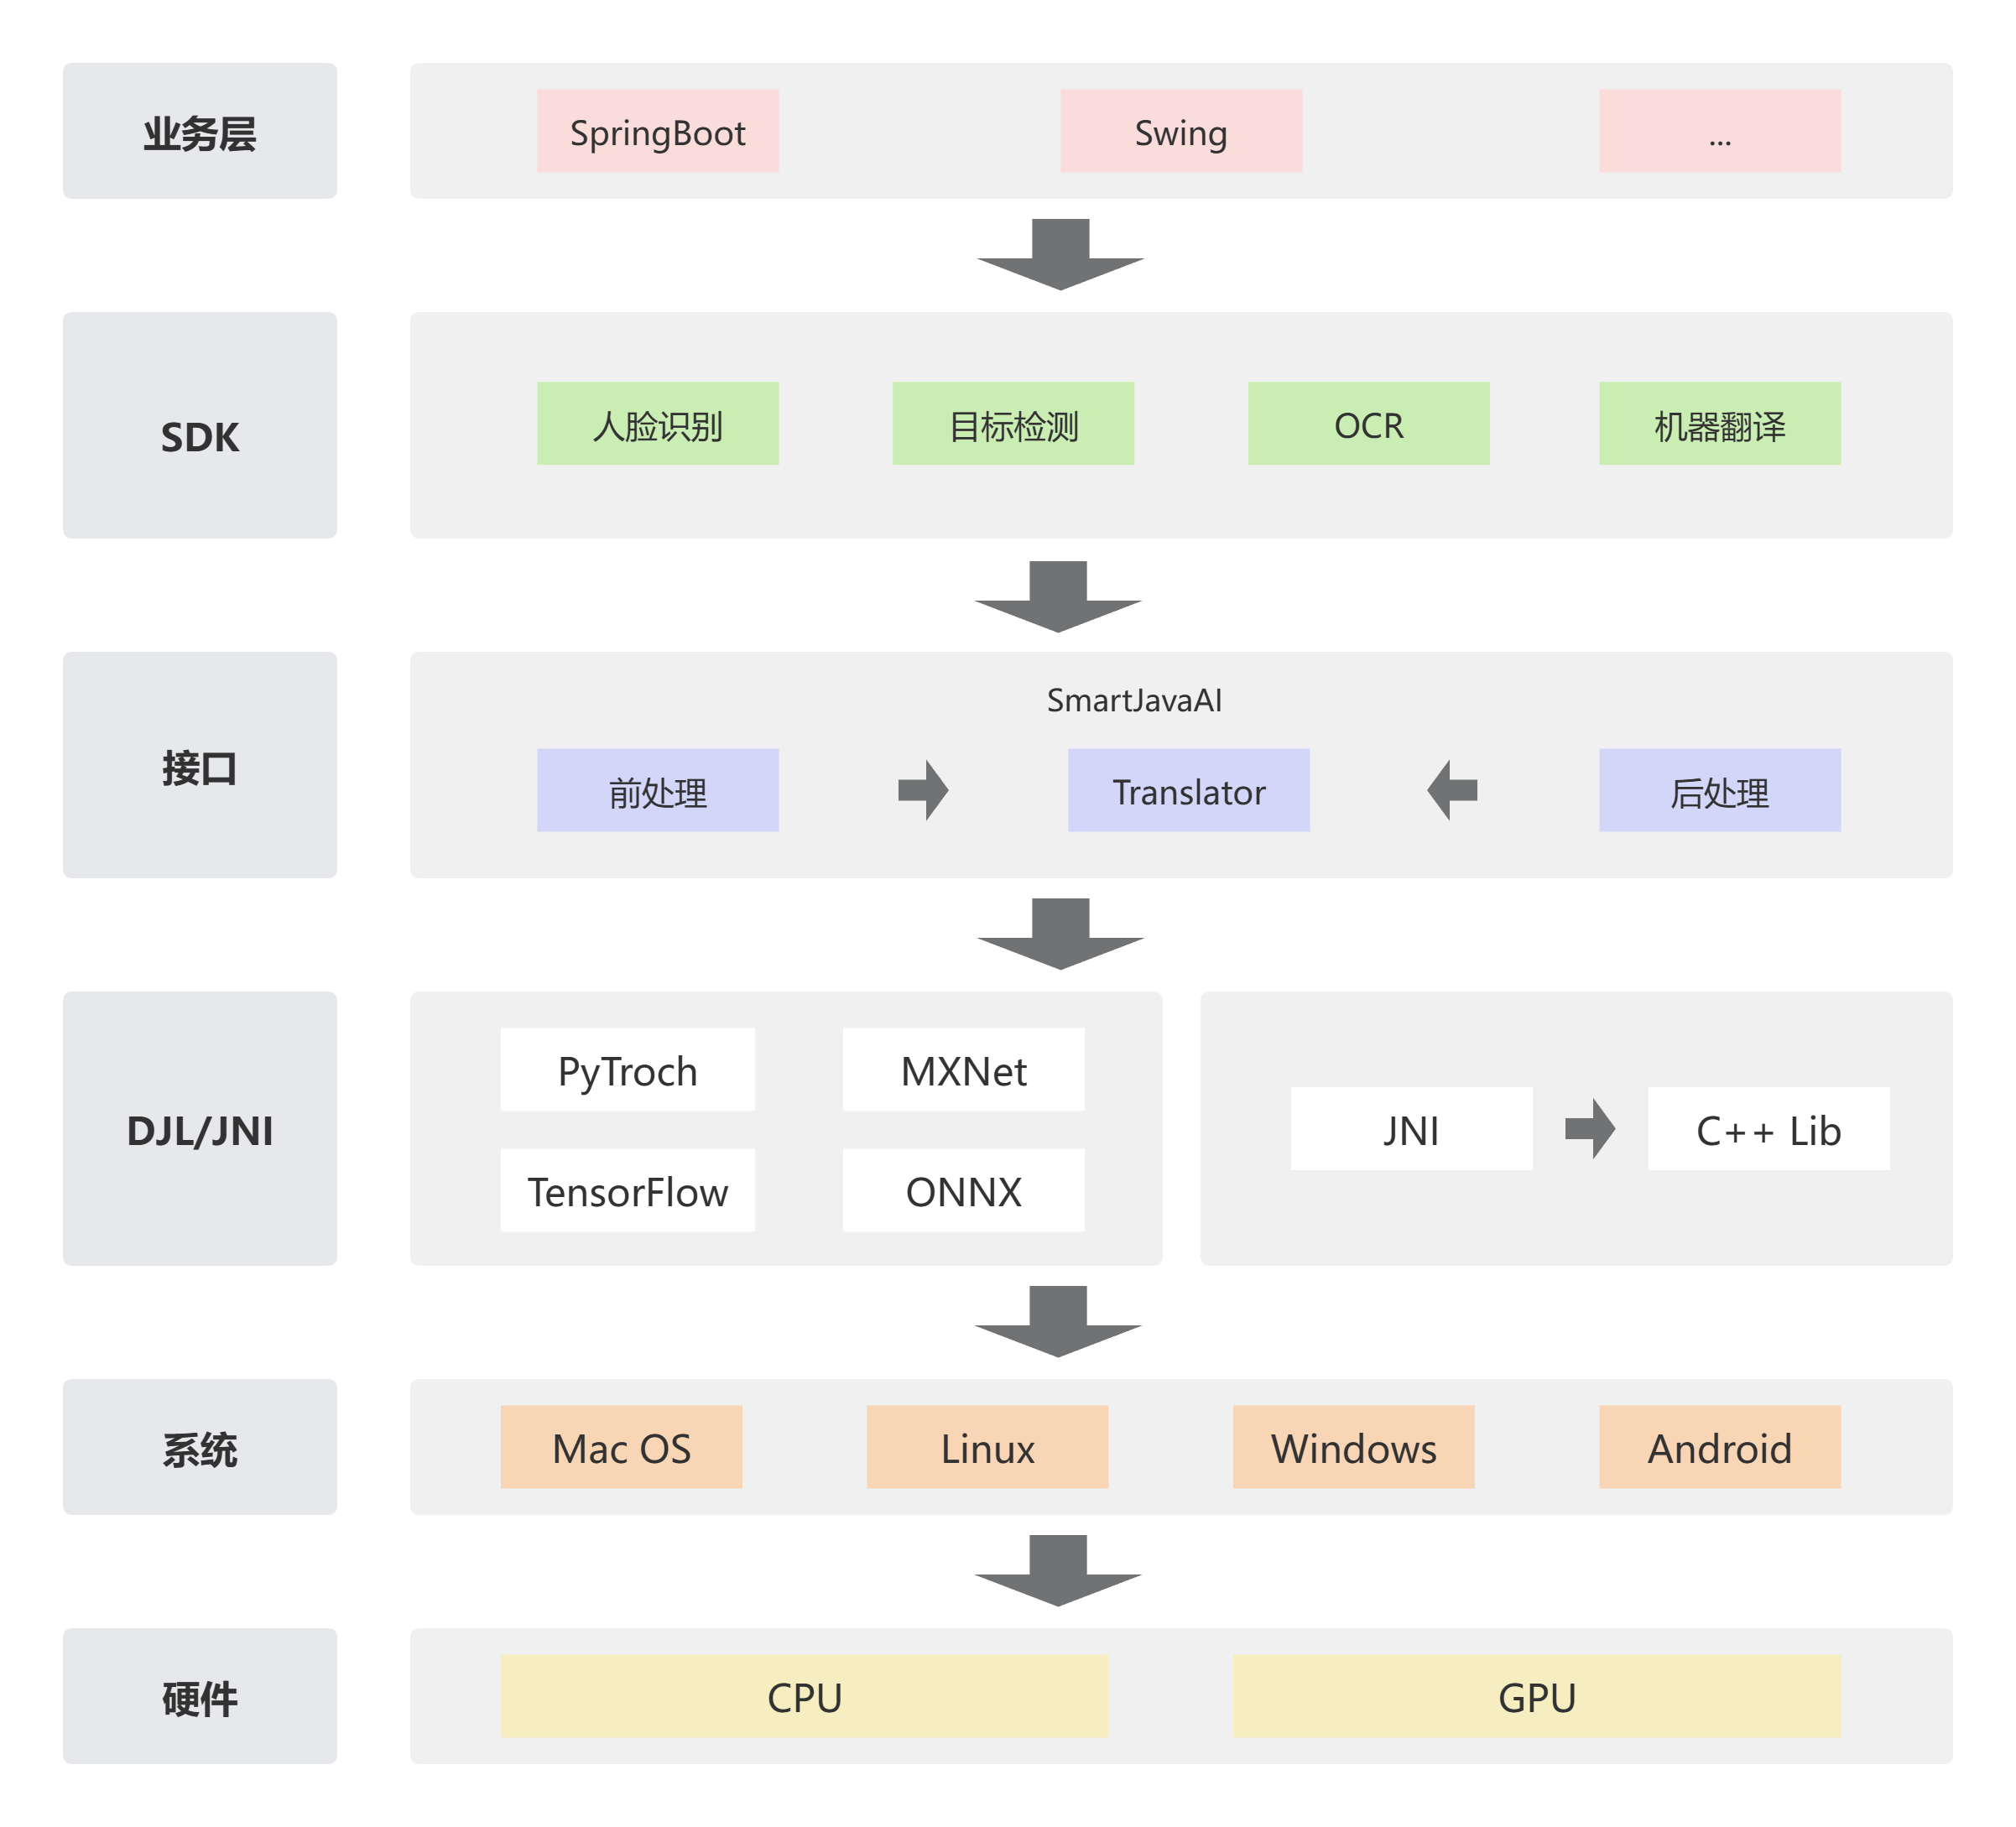 业务层
SpringBoot
Swing
...
SDK
人脸识别
目标检测
OCR
机器翻译
接口
SmartJavaAI
前处理
Translator
后处理
DJL/JNI
PyTroch
MXNet
TensorFlow
ONNX
JNI
C++ Lib
系统
Mac OS
Linux
Windows
Android
硬件
CPU
GPU